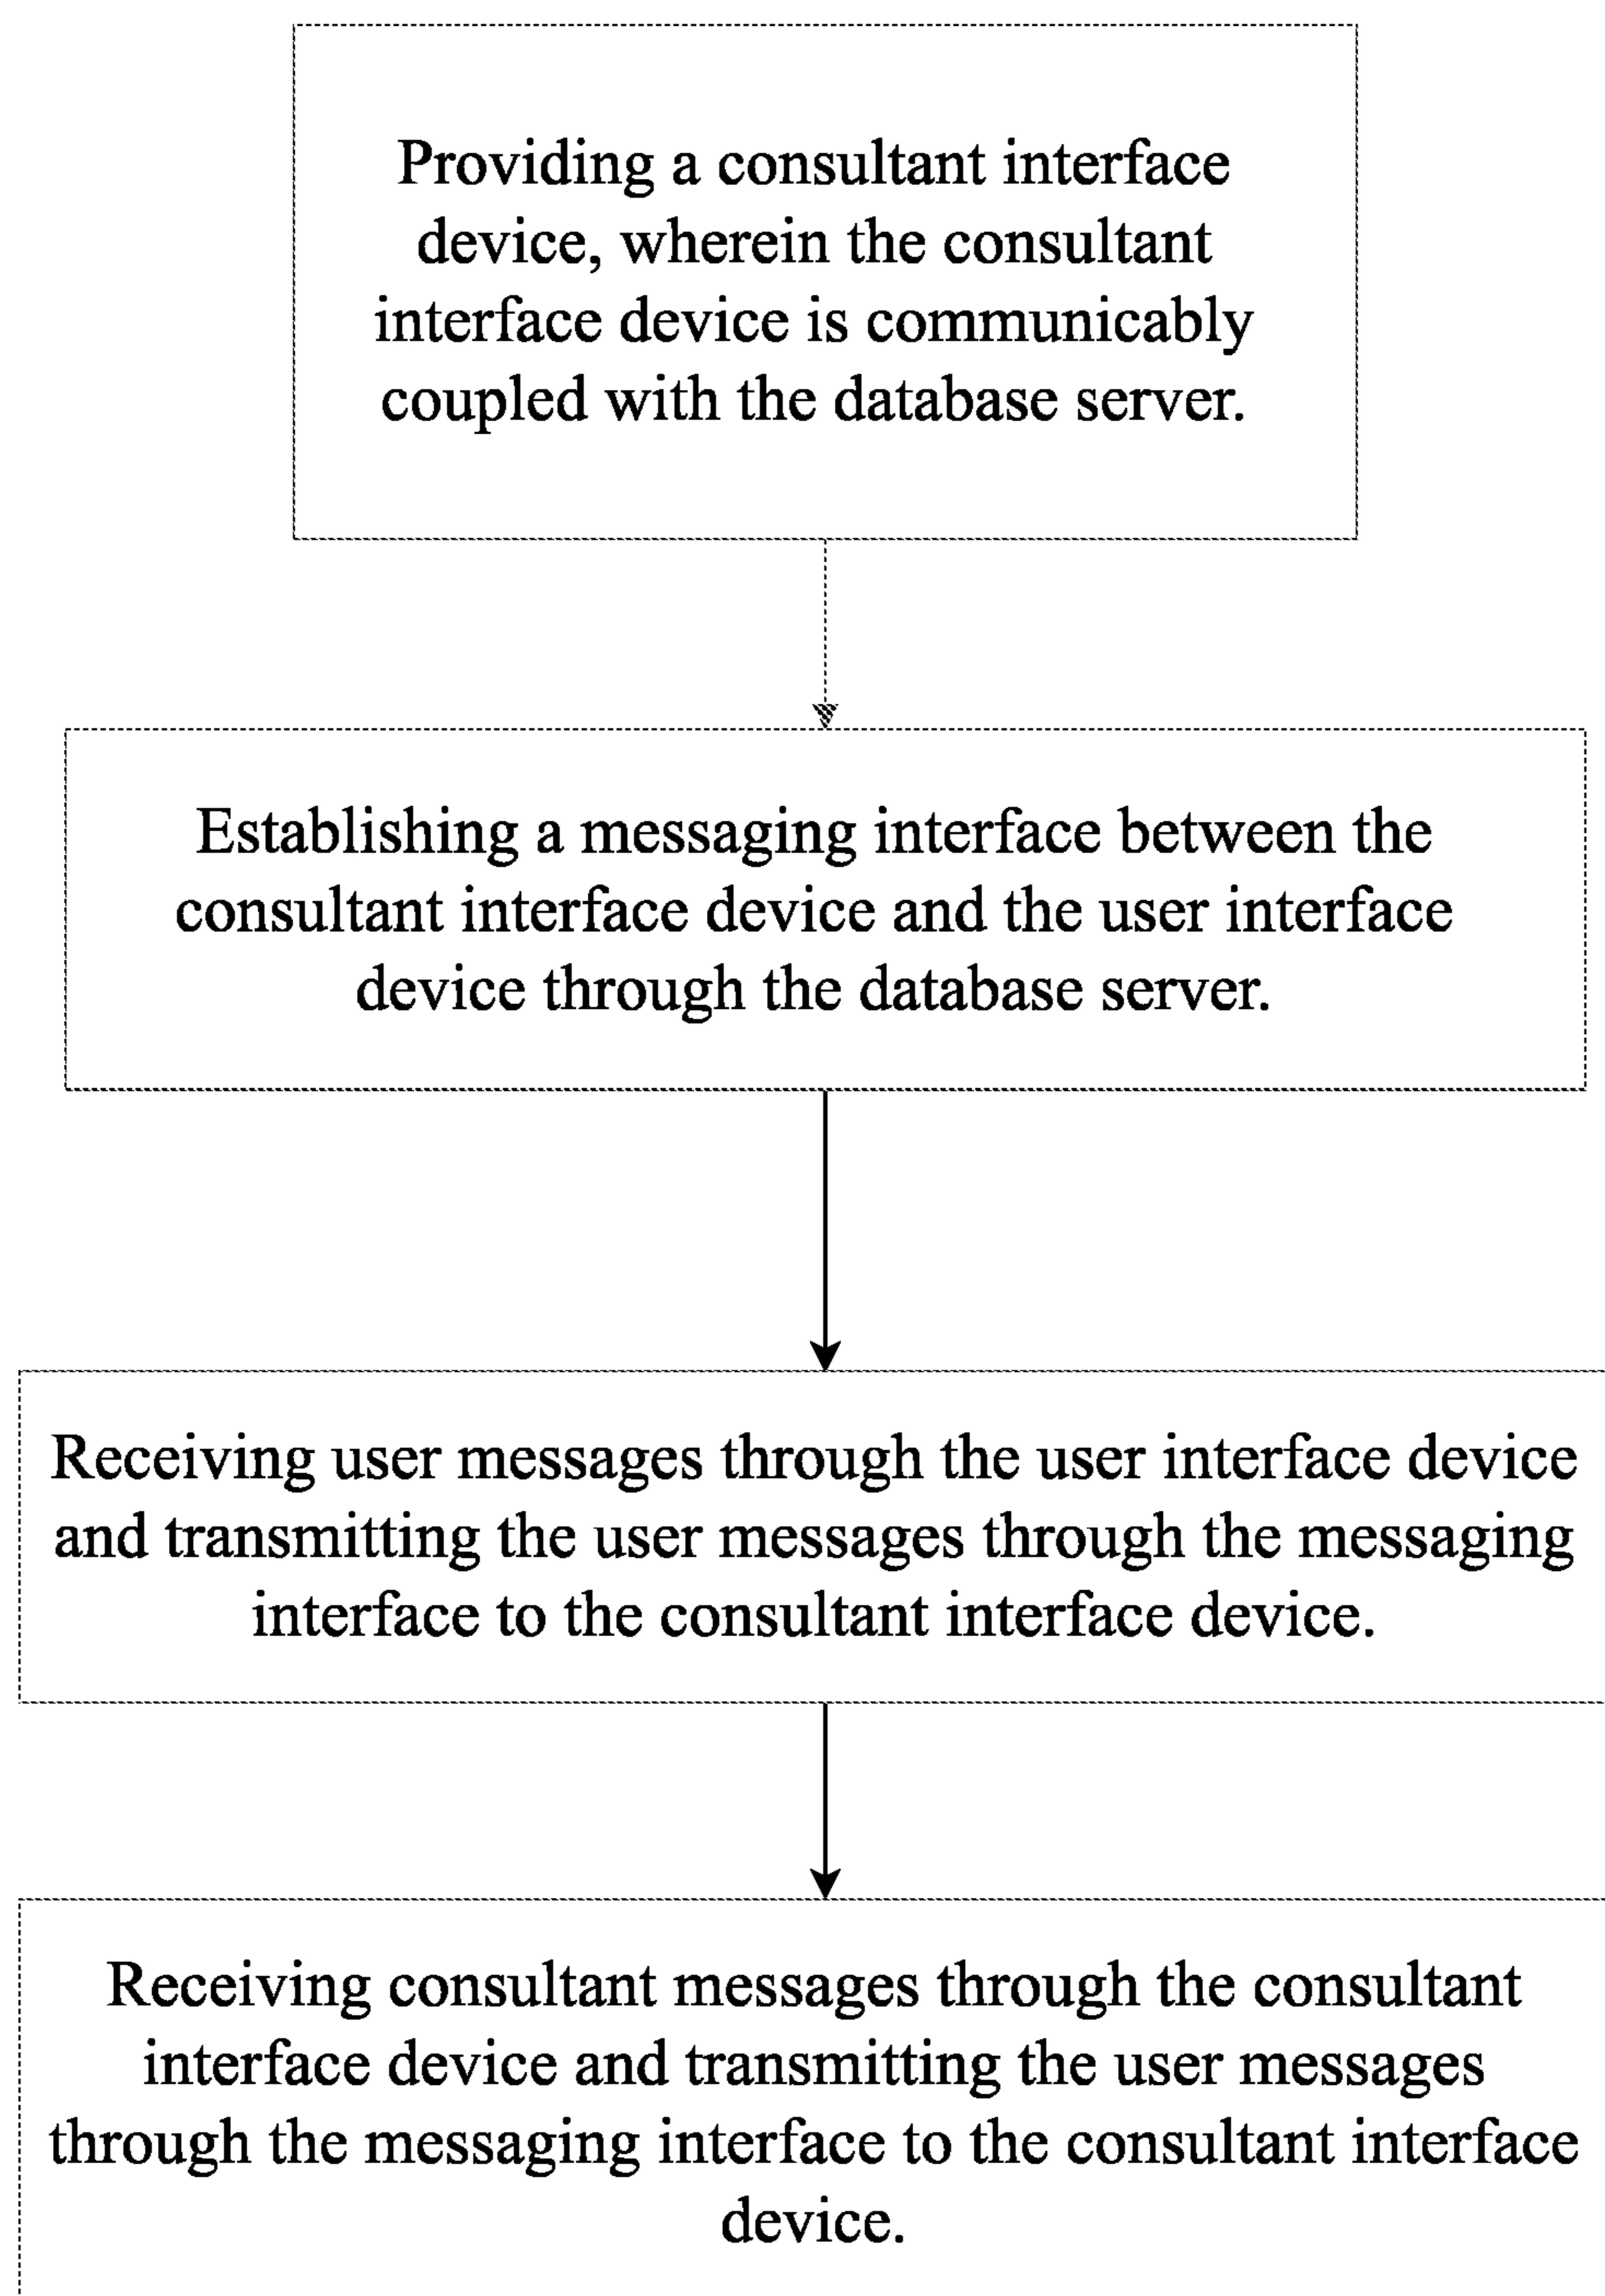 Providing a consultant interface
device, wherein the consultant
interface device is communicably
coupled with the database server.
Establishing a messaging interface between the
consultant interface device and the user interface
device through the database server.
Receiving user messages through the user interface device
and transmitting the user messages through the messaging
interface to the consultant interface device.
Receiving consultant messages through the consultant
interface device and transmitting the user messages
through the messaging interface to the consultant interface
device.